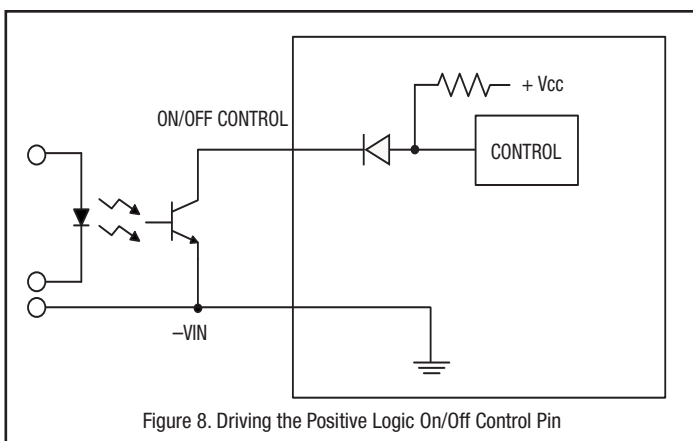 + Vcc
ON/OFF CONTROL
CONTROL
–VIN
Figure 8. Driving the Positive Logic On/Off Control Pin